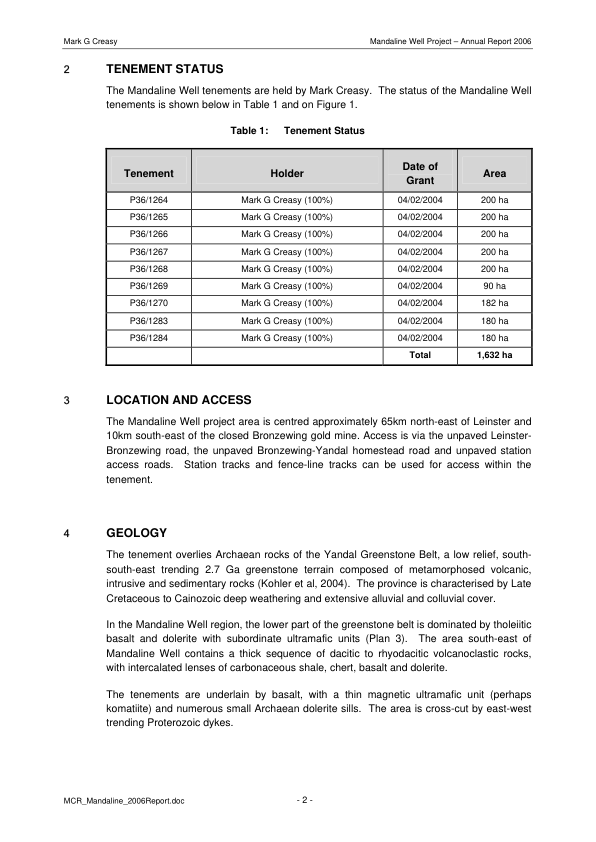 Mark G Creasy Mandaline Well Project – Annual Report 2006
2 TENEMENT STATUS
The Mandaline Well tenements are held by Mark Creasy. The status of the Mandaline Well
tenements is shown below in Table 1 and on Figure 1.
Table 1: Tenement Status
Tenement Holder Date of Grant Area
P36/1264 Mark G Creasy (100%) 04/02/2004 200 ha
P36/1265 Mark G Creasy (100%) 04/02/2004 200 ha
P36/1266 Mark G Creasy (100%) 04/02/2004 200 ha
P36/1267 Mark G Creasy (100%) 04/02/2004 200 ha
P36/1268 Mark G Creasy (100%) 04/02/2004 200 ha
P36/1269 Mark G Creasy (100%) 04/02/2004 90 ha
P36/1270 Mark G Creasy (100%) 04/02/2004 182 ha
P36/1283 Mark G Creasy (100%) 04/02/2004 180 ha
P36/1284 Mark G Creasy (100%) 04/02/2004 180 ha
Total 1,632 ha
3 LOCATION AND ACCESS
The Mandaline Well project area is centred approximately 65km north-east of Leinster and
10km south-east of the closed Bronzewing gold mine. Access is via the unpaved Leinster-
Bronzewing road, the unpaved Bronzewing-Yandal homestead road and unpaved station
access roads. Station tracks and fence-line tracks can be used for access within the
tenement.
4 GEOLOGY
The tenement overlies Archaean rocks of the Yandal Greenstone Belt, a low relief, south-
south-east trending 2.7 Ga greenstone terrain composed of metamorphosed volcanic,
intrusive and sedimentary rocks (Kohler et al, 2004). The province is characterised by Late
Cretaceous to Cainozoic deep weathering and extensive alluvial and colluvial cover.
In the Mandaline Well region, the lower part of the greenstone belt is dominated by tholeiitic
basalt and dolerite with subordinate ultramafic units (Plan 3). The area south-east of
Mandaline Well contains a thick sequence of dacitic to rhyodacitic volcanoclastic rocks,
with intercalated lenses of carbonaceous shale, chert, basalt and dolerite.
The tenements are underlain by basalt, with a thin magnetic ultramafic unit (perhaps
komatiite) and numerous small Archaean dolerite sills. The area is cross-cut by east-west
trending Proterozoic dykes.
MCR_Mandaline_2006Report.doc - 2 -